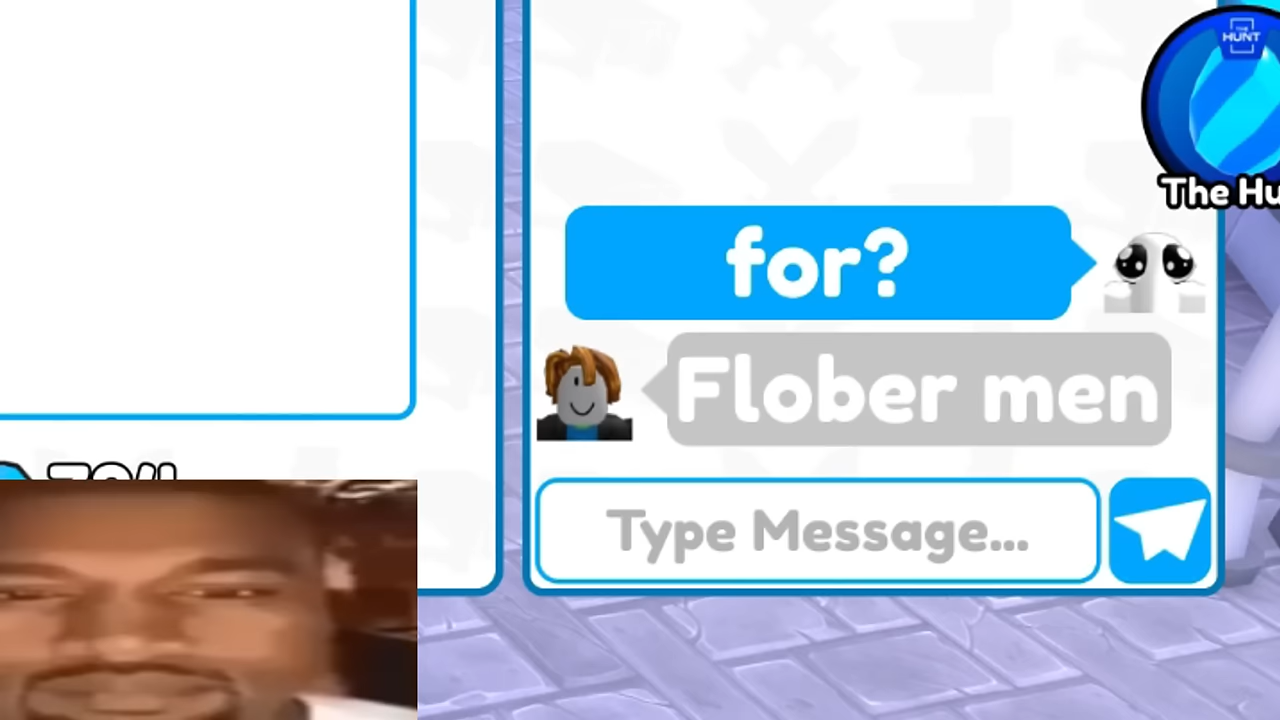 THE
HUNT
The Hu
for?
Flober men
Type Message...